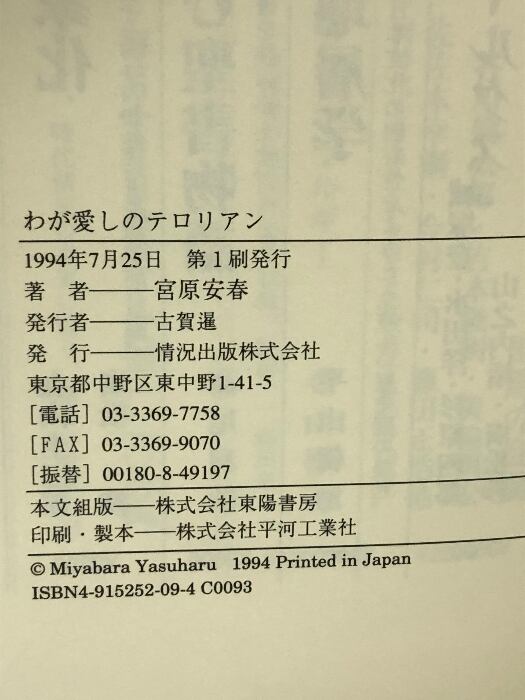 わが愛しのテロリアン
1994年7月25日　第１刷発行
著　者───宮原安春
発行者───古賀暹
発　行───情況出版株式会社
東京都中野区東中野1-41-5
［電話］03-3369-7758
［FAX］03-3369-9070
［振替］00180-8-49197
本文組版──株式会社東陽書房
印刷・製本──株式会社平河工業社
© Miyabara Yasuharu　1994 Printed in Japan
ISBN4-915252-09-4 C0093